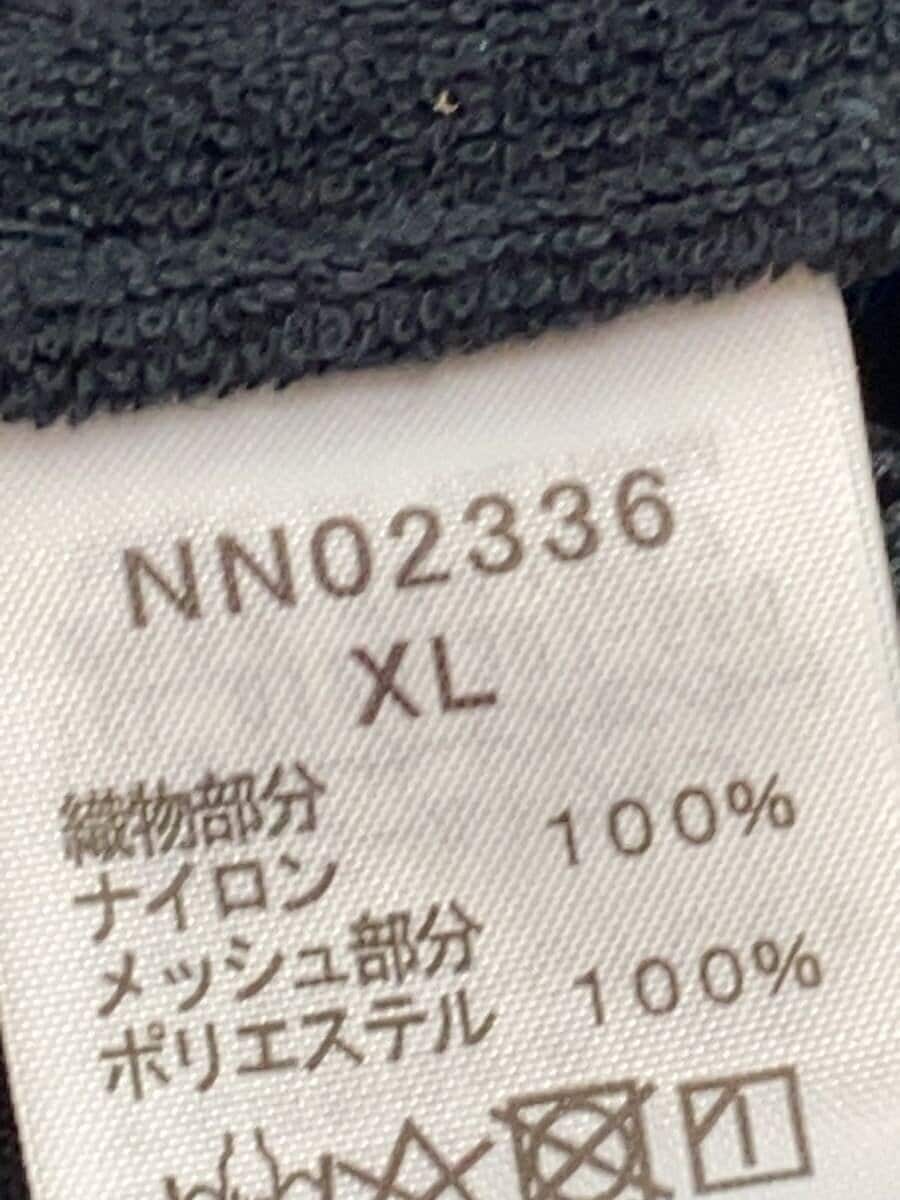 NN02336
XL
織物部分
ナイロン 100%
メッシュ部分
ポリエステル 100%